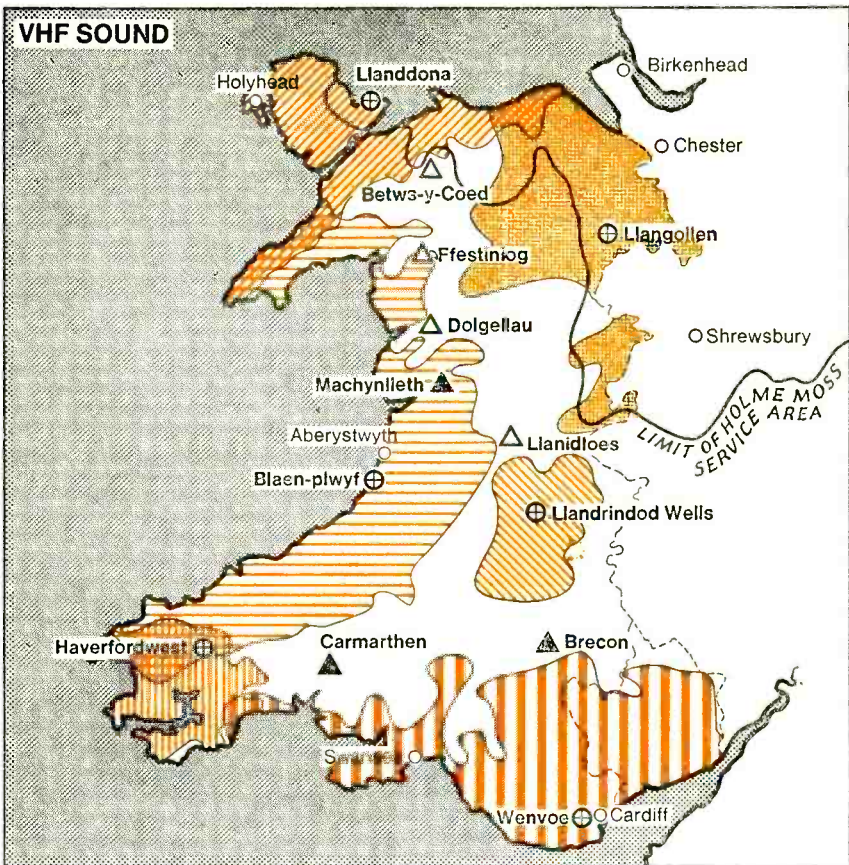 VHF SOUND
Birkenhead
Holyhead
Llanddona
Chester
Betws-y-Coed
Llangollen
Ffestiniog
Dolgellau
Shrewsbury
Machynlleth
LIMIT OF HOLME MOSS
SERVICE AREA
Aberystwyth
Llanidloes
Blaen-plwyf
Llandrindod Wells
Haverfordwest
Carmarthen
Brecon
Swansea
Wenvoe
Cardiff